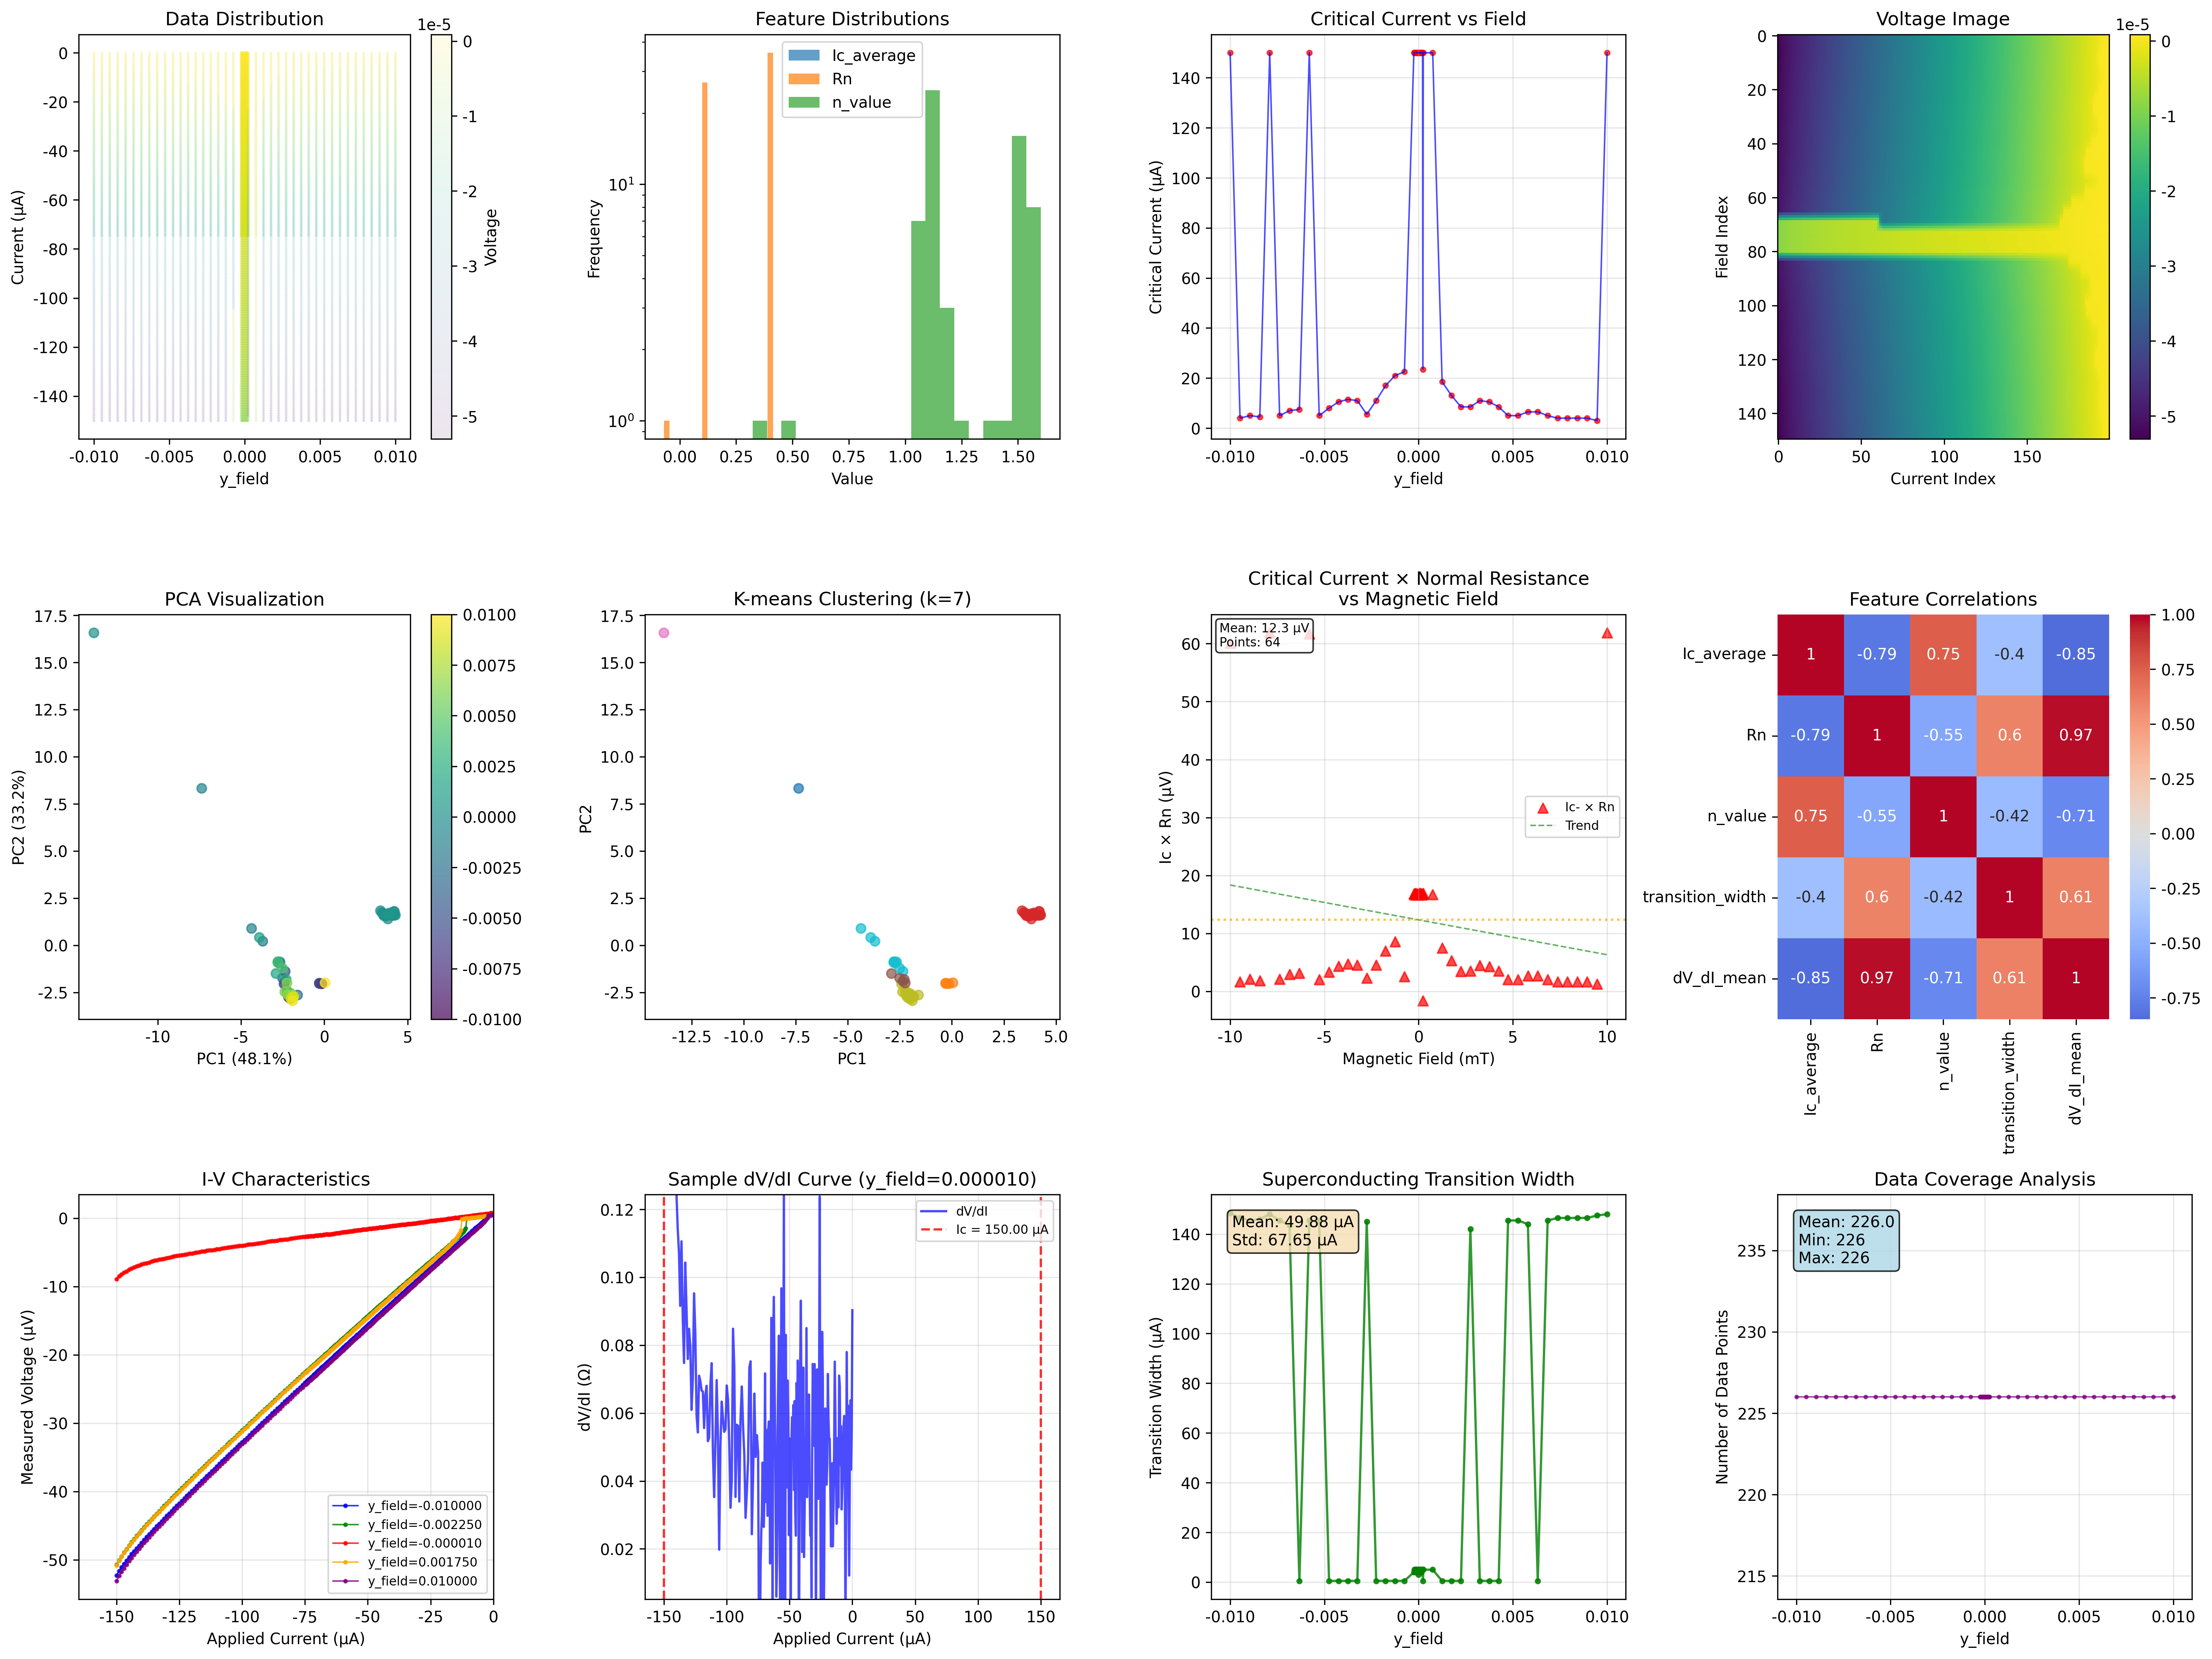 Data Distribution
1e-5
Current (μA)
0
-20
-40
-60
-80
-100
-120
-140
-0.010
-0.005
0.000
0.005
0.010
y_field
0
-1
-2
-3
-4
-5
Voltage
Feature Distributions
Ic_average
Rn
n_value
Frequency
10¹
10⁰
0.00
0.25
0.50
0.75
1.00
1.25
1.50
Value
Critical Current vs Field
Critical Current (μA)
140
120
100
80
60
40
20
0
-0.010
-0.005
0.000
0.005
0.010
y_field
Voltage Image
1e-5
Field Index
0
20
40
60
80
100
120
140
0
50
100
150
Current Index
0
-1
-2
-3
-4
-5
PCA Visualization
PC2 (33.2%)
17.5
15.0
12.5
10.0
7.5
5.0
2.5
0.0
-2.5
-10
-5
0
5
PC1 (48.1%)
0.0100
0.0075
0.0050
0.0025
0.0000
-0.0025
-0.0050
-0.0075
-0.0100
K-means Clustering (k=7)
PC2
17.5
15.0
12.5
10.0
7.5
5.0
2.5
0.0
-2.5
-12.5
-10.0
-7.5
-5.0
-2.5
0.0
2.5
5.0
PC1
Critical Current × Normal Resistance
vs Magnetic Field
Mean: 12.3 μV
Points: 64
Ic- × Rn
Trend
Ic × Rn (μV)
60
50
40
30
20
10
0
-10
-5
0
5
10
Magnetic Field (mT)
Feature Correlations
Ic_average
Rn
n_value
transition_width
dV_dI_mean
1 -0.79 0.75 -0.4 -0.85
-0.79 1 -0.55 0.6 0.97
0.75 -0.55 1 -0.42 -0.71
-0.4 0.6 -0.42 1 0.61
-0.85 0.97 -0.71 0.61 1
Ic_average
Rn
n_value
transition_width
dV_dI_mean
1.00
0.75
0.50
0.25
0.00
-0.25
-0.50
-0.75
I-V Characteristics
Measured Voltage (μV)
0
-10
-20
-30
-40
-50
y_field=-0.010000
y_field=-0.002250
y_field=-0.000010
y_field=0.001750
y_field=0.010000
-150
-125
-100
-75
-50
-25
0
Applied Current (μA)
Sample dV/dI Curve (y_field=0.000010)
dV/dI
Ic = 150.00 μA
dV/dI (Ω)
0.12
0.10
0.08
0.06
0.04
0.02
-150
-100
-50
0
50
100
150
Applied Current (μA)
Superconducting Transition Width
Mean: 49.88 μA
Std: 67.65 μA
Transition Width (μA)
140
120
100
80
60
40
20
0
-0.010
-0.005
0.000
0.005
0.010
y_field
Data Coverage Analysis
Mean: 226.0
Min: 226
Max: 226
Number of Data Points
235
230
225
220
215
-0.010
-0.005
0.000
0.005
0.010
y_field